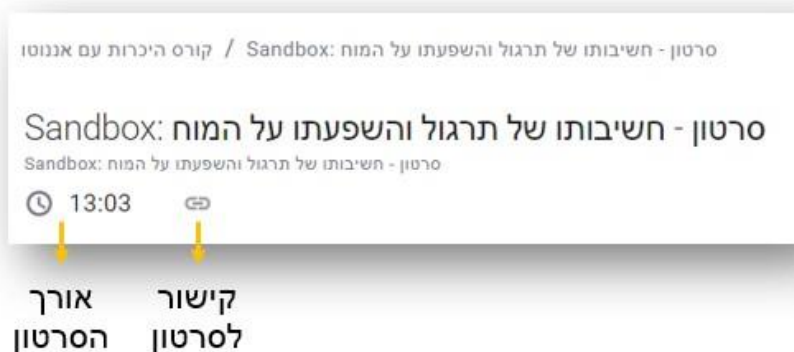 קורס היכרות עם אננוטו / Sandbox: סרטון - חשיבותו של תרגול והשפעתו על המוח
Sandbox: סרטון - חשיבותו של תרגול והשפעתו על המוח
Sandbox: סרטון - חשיבותו של תרגול והשפעתו על המוח
13:03
אורך הסרטון
קישור לסרטון